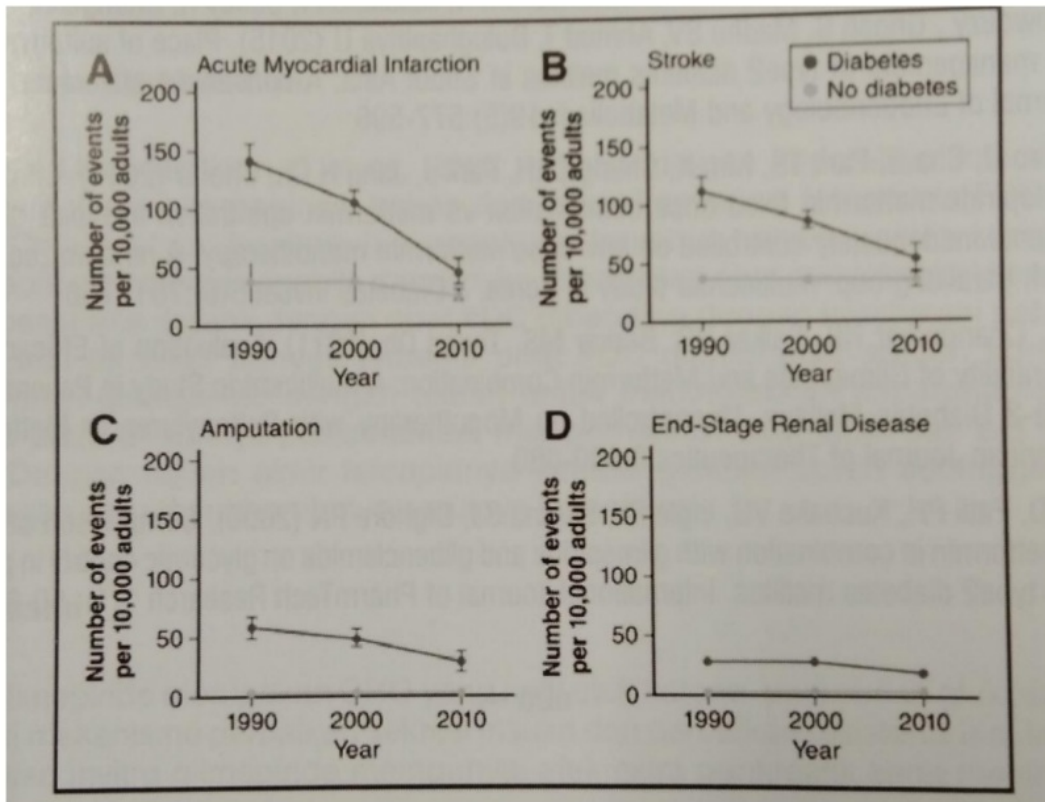 A
Acute Myocardial Infarction
Number of events
per 10,000 adults
200
150
100
50
0
1990
2000
2010
Year
B
Stroke
Diabetes
No diabetes
Number of events
per 10,000 adults
200
150
100
50
0
1990
2000
2010
Year
C
Amputation
Number of events
per 10,000 adults
200
150
100
50
0
1990
2000
2010
Year
D
End-Stage Renal Disease
Number of events
per 10,000 adults
200
150
100
50
0
1990
2000
2010
Year